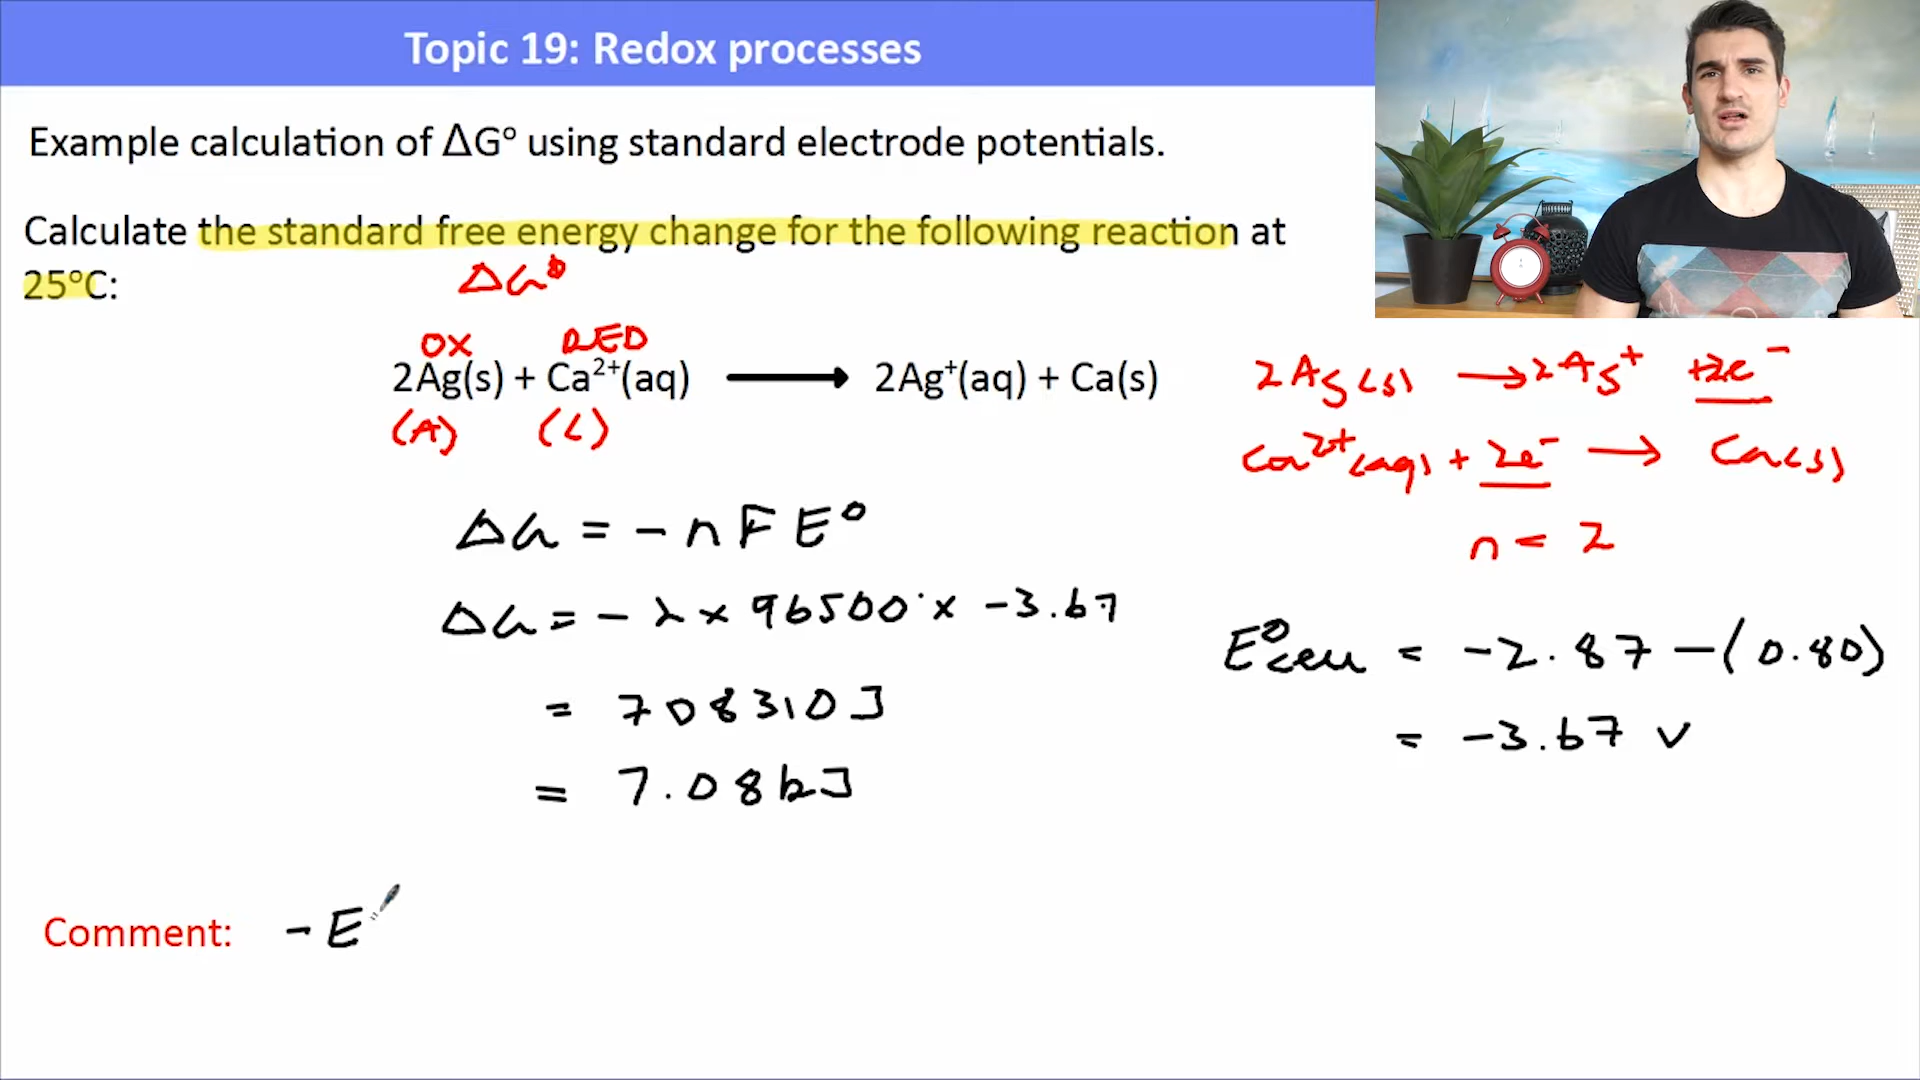 Topic 19: Redox processes
Example calculation of ΔG° using standard electrode potentials.
Calculate the standard free energy change for the following reaction at
25°C:
ΔG°
OX RED
2Ag(s) + Ca²⁺(aq) ⟶ 2Ag⁺(aq) + Ca(s)
(A) (C)
2Ag(s) → 2Ag⁺ +2e⁻
Ca²⁺(aq) + 2e⁻ → Ca(s)
n = 2
ΔG = - n F E°
ΔG = - 2 x 96500 x -3.67
= 708310 J
= 7.08 kJ
E°cell = -2.87 - (0.80)
= -3.67 V
Comment: - E